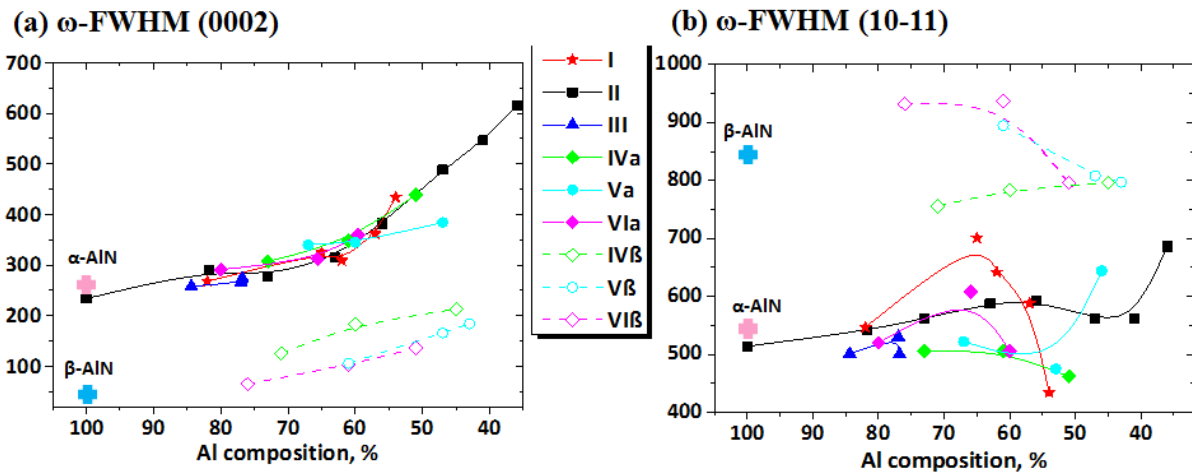 (a) ω-FWHM (0002)
700
600
500
400
300
200
100
α-AlN
β-AlN
100 90 80 70 60 50 40
Al composition, %
I
II
III
IVa
Va
VIa
IVß
Vß
VIß
(b) ω-FWHM (10-11)
1000
900
800
700
600
500
400
β-AlN
α-AlN
100 90 80 70 60 50 40
Al composition, %